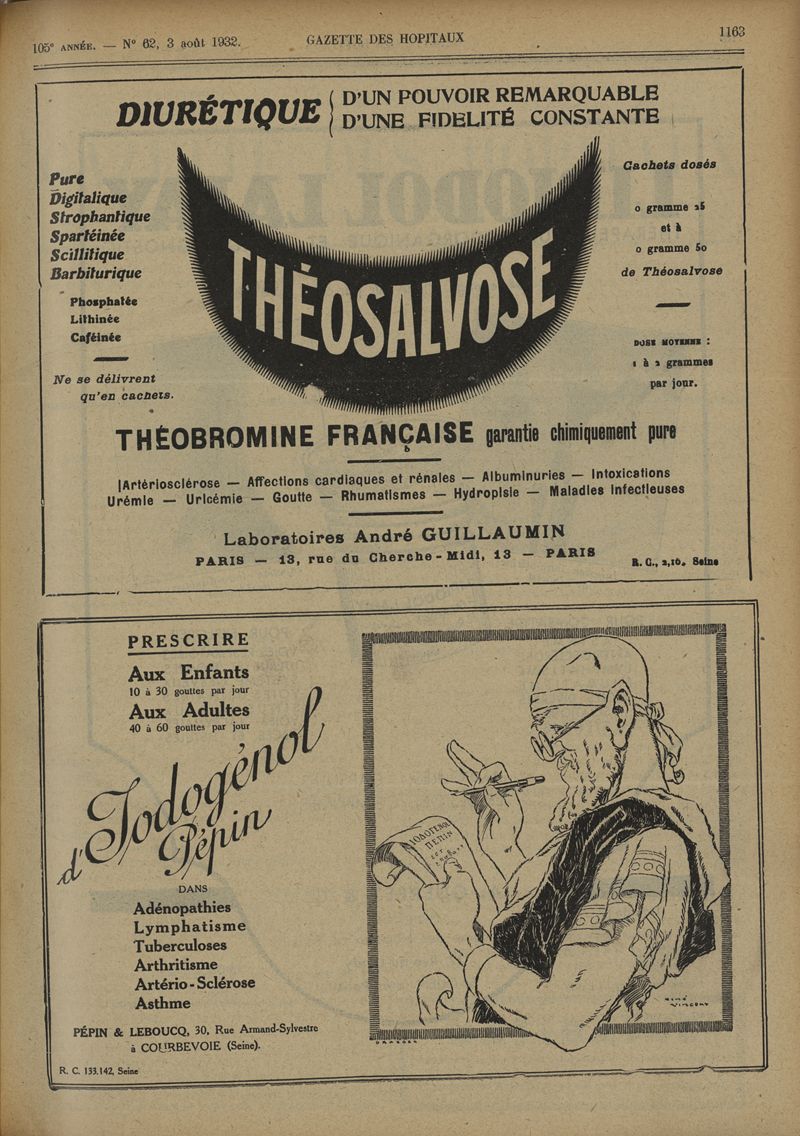 105e ANNÉE. — No 62, 3 août 1932.
GAZETTE DES HOPITAUX
1163
DIURÉTIQUE
D'UN POUVOIR REMARQUABLE
D'UNE FIDELITÉ CONSTANTE
Pure
Digitalique
Strophantique
Spartéinée
Scillitique
Barbiturique
Phosphatée
Lithinée
Caféinée
Ne se délivrent
qu'en cachets.
THÉOSALVOSE
Cachets dosés
0 gramme 25
et à
0 gramme 50
de Théosalvose
DOSE MOYENNE :
1 à 2 grammes
par jour.
THÉOBROMINE FRANÇAISE garantie chimiquement pure
Artériosclérose — Affections cardiaques et rénales — Albuminuries — Intoxications
Urémie — Uricémie — Goutte — Rhumatismes — Hydropisie — Maladies Infectieuses
Laboratoires André GUILLAUMIN
PARIS — 13, rue du Cherche-Midi, 13 — PARIS
R. C., 2,10. Seine
PRESCRIRE
Aux Enfants
10 à 30 gouttes par jour
Aux Adultes
40 à 60 gouttes par jour
d'Iodogénol
Pépin
DANS
Adénopathies
Lymphatisme
Tuberculoses
Arthritisme
Artério-Sclérose
Asthme
PÉPIN & LEBOUCQ, 30, Rue Armand-Sylvestre
à COURBEVOIE (Seine).
R. C. 133.142, Seine
RENÉ
VINCENT